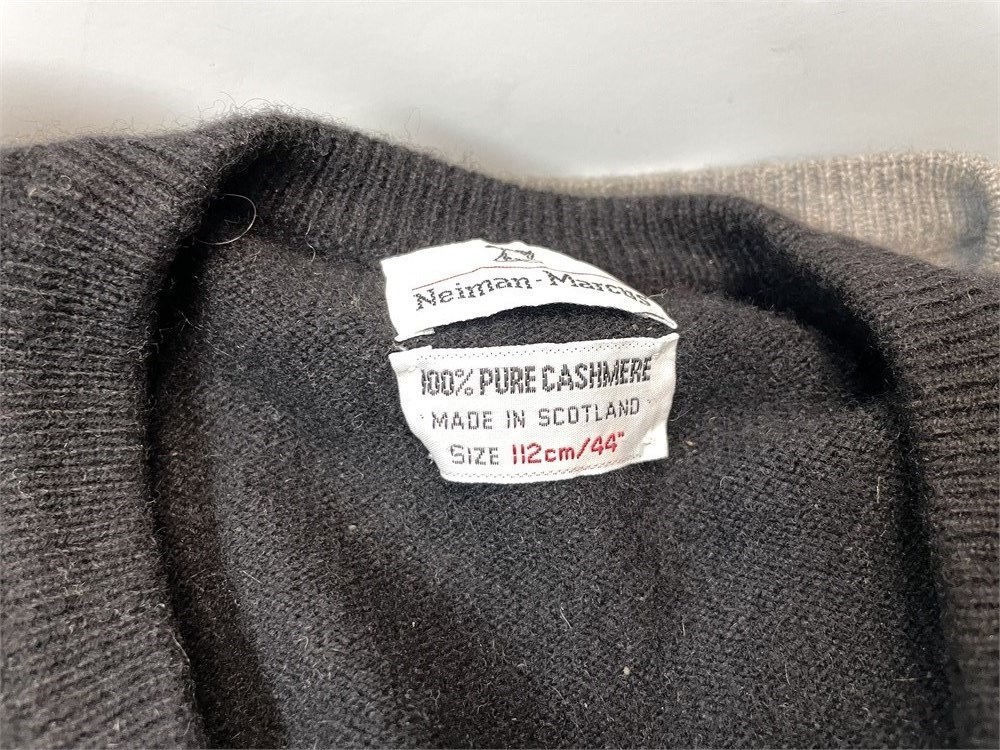 Neiman-Marcus
100% PURE CASHMERE
MADE IN SCOTLAND
SIZE 112cm/44"